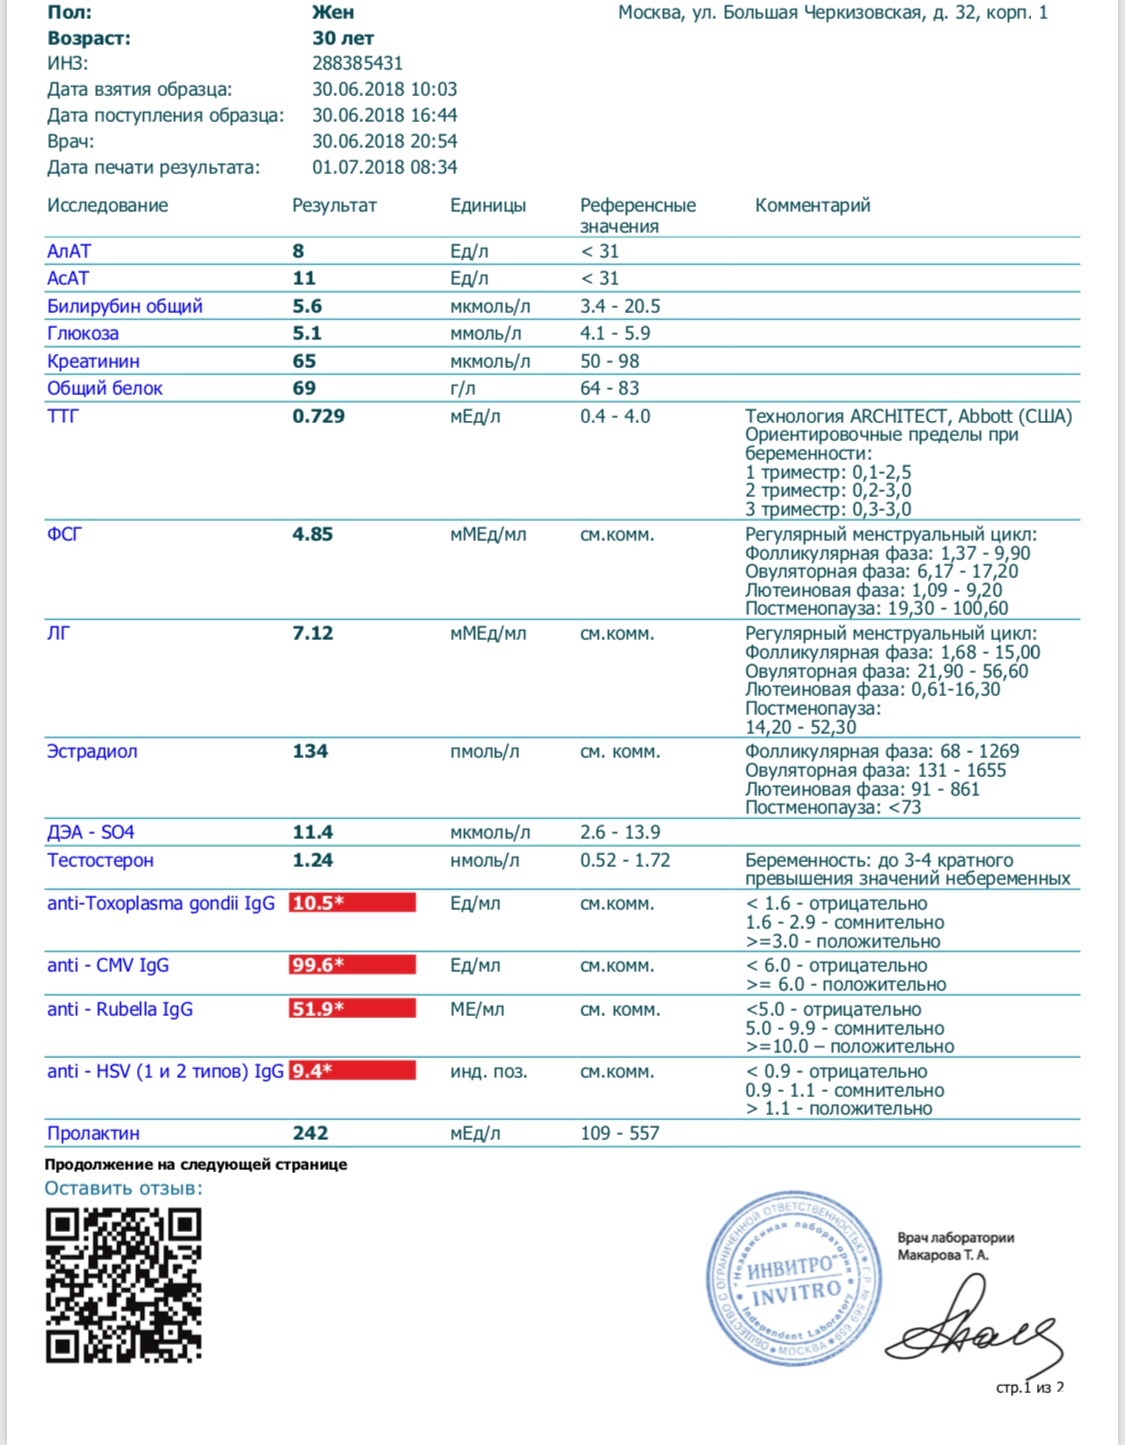 Пол: Жен Москва, ул. Большая Черкизовская, д. 32, корп. 1
Возраст: 30 лет
ИНЗ: 288385431
Дата взятия образца: 30.06.2018 10:03
Дата поступления образца: 30.06.2018 16:44
Врач: 30.06.2018 20:54
Дата печати результата: 01.07.2018 08:34
Исследование Результат Единицы Референсные значения Комментарий
АлАТ 8 Ед/л < 31
АсАТ 11 Ед/л < 31
Билирубин общий 5.6 мкмоль/л 3.4 - 20.5
Глюкоза 5.1 ммоль/л 4.1 - 5.9
Креатинин 65 мкмоль/л 50 - 98
Общий белок 69 г/л 64 - 83
ТТГ 0.729 мЕд/л 0.4 - 4.0 Технология ARCHITECT, Abbott (США)
Ориентировочные пределы при
беременности:
1 триместр: 0,1-2,5
2 триместр: 0,2-3,0
3 триместр: 0,3-3,0
ФСГ 4.85 мМЕд/мл см.комм. Регулярный менструальный цикл:
Фолликулярная фаза: 1,37 - 9,90
Овуляторная фаза: 6,17 - 17,20
Лютеиновая фаза: 1,09 - 9,20
Постменопауза: 19,30 - 100,60
ЛГ 7.12 мМЕд/мл см.комм. Регулярный менструальный цикл:
Фолликулярная фаза: 1,68 - 15,00
Овуляторная фаза: 21,90 - 56,60
Лютеиновая фаза: 0,61-16,30
Постменопауза:
14,20 - 52,30
Эстрадиол 134 пмоль/л см. комм. Фолликулярная фаза: 68 - 1269
Овуляторная фаза: 131 - 1655
Лютеиновая фаза: 91 - 861
Постменопауза: <73
ДЭА - SO4 11.4 мкмоль/л 2.6 - 13.9
Тестостерон 1.24 нмоль/л 0.52 - 1.72 Беременность: до 3-4 кратного
превышения значений небеременных
anti-Toxoplasma gondii IgG 10.5* Ед/мл см.комм. < 1.6 - отрицательно
1.6 - 2.9 - сомнительно
>=3.0 - положительно
anti - CMV IgG 99.6* Ед/мл см.комм. < 6.0 - отрицательно
>= 6.0 - положительно
anti - Rubella IgG 51.9* МЕ/мл см. комм. <5.0 - отрицательно
5.0 - 9.9 - сомнительно
>=10.0 – положительно
anti - HSV (1 и 2 типов) IgG 9.4* инд. поз. см.комм. < 0.9 - отрицательно
0.9 - 1.1 - сомнительно
> 1.1 - положительно
Пролактин 242 мЕд/л 109 - 557
Продолжение на следующей странице
Оставить отзыв:
ОБЩЕСТВО С ОГРАНИЧЕННОЙ ОТВЕТСТВЕННОСТЬЮ
МОСКВА
"Независимая лаборатория
ИНВИТРО"
INVITRO
Independent Laboratory
Врач лаборатории
Макарова Т. А.
стр.1 из 2